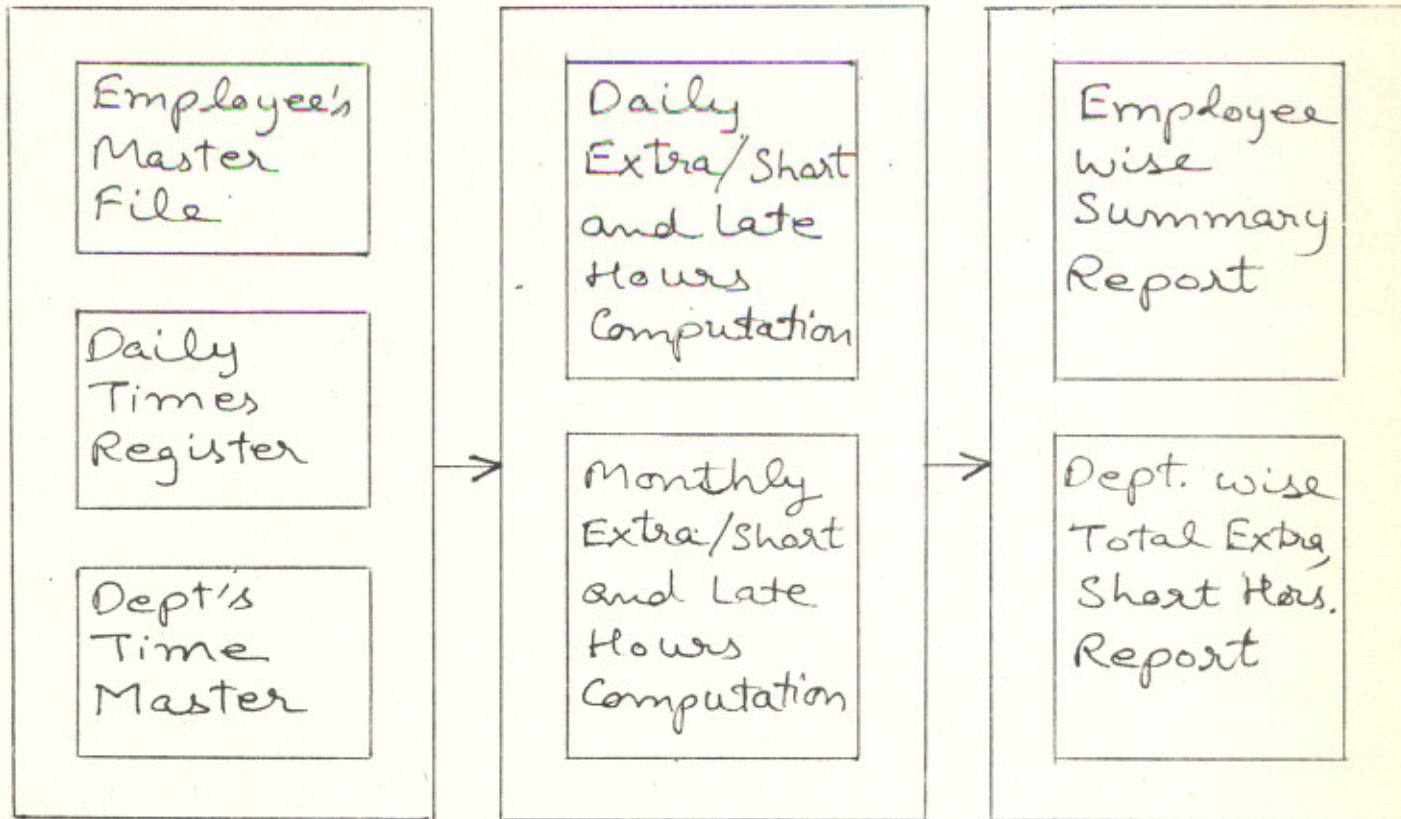 Employee's
Master
File
Daily
Times
Register
Dept's
Time
Master
Daily
Extra/Short
and Late
Hours
Computation
Monthly
Extra/Short
and Late
Hours
Computation
Employee
wise
Summary
Report
Dept. wise
Total Extra,
Short Hors.
Report